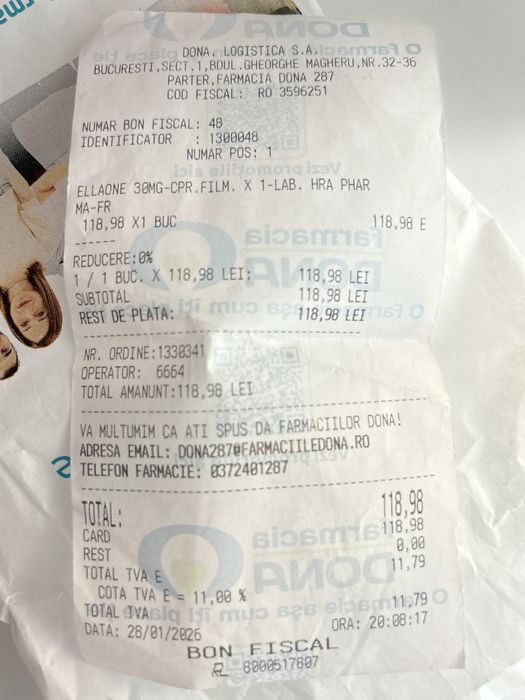 DONA. LOGISTICA S.A.
BUCURESTI,SECT.1,BDUL.GHEORGHE MAGHERU,NR.32-36
PARTER,FARMACIA DONA 287
COD FISCAL: RO 3596251
NUMAR BON FISCAL: 48
IDENTIFICATOR : 1300048
NUMAR POS: 1
ELLAONE 30MG-CPR.FILM. X 1-LAB. HRA PHAR
MA-FR
118,98 X1 BUC 118,98 E
------
REDUCERE:0%
1 / 1 BUC. X 118,98 LEI: 118,98 LEI
SUBTOTAL 118,98 LEI
REST DE PLATA: 118,98 LEI
NR. ORDINE:1330341
OPERATOR: 6664
TOTAL AMANUNT:118,98 LEI
VA MULTUMIM CA ATI SPUS DA FARMACIILOR DONA!
ADRESA EMAIL: DONA287@FARMACIILEDONA.RO
TELEFON FARMACIE: 0372401287
TOTAL: 118,98
CARD 118,98
REST 0,00
TOTAL TVA E 11,79
COTA TVA E = 11,00 %
TOTAL TVA 11,79
DATA: 28/01/2026 ORA: 20:08:17
BON FISCAL
8000517807